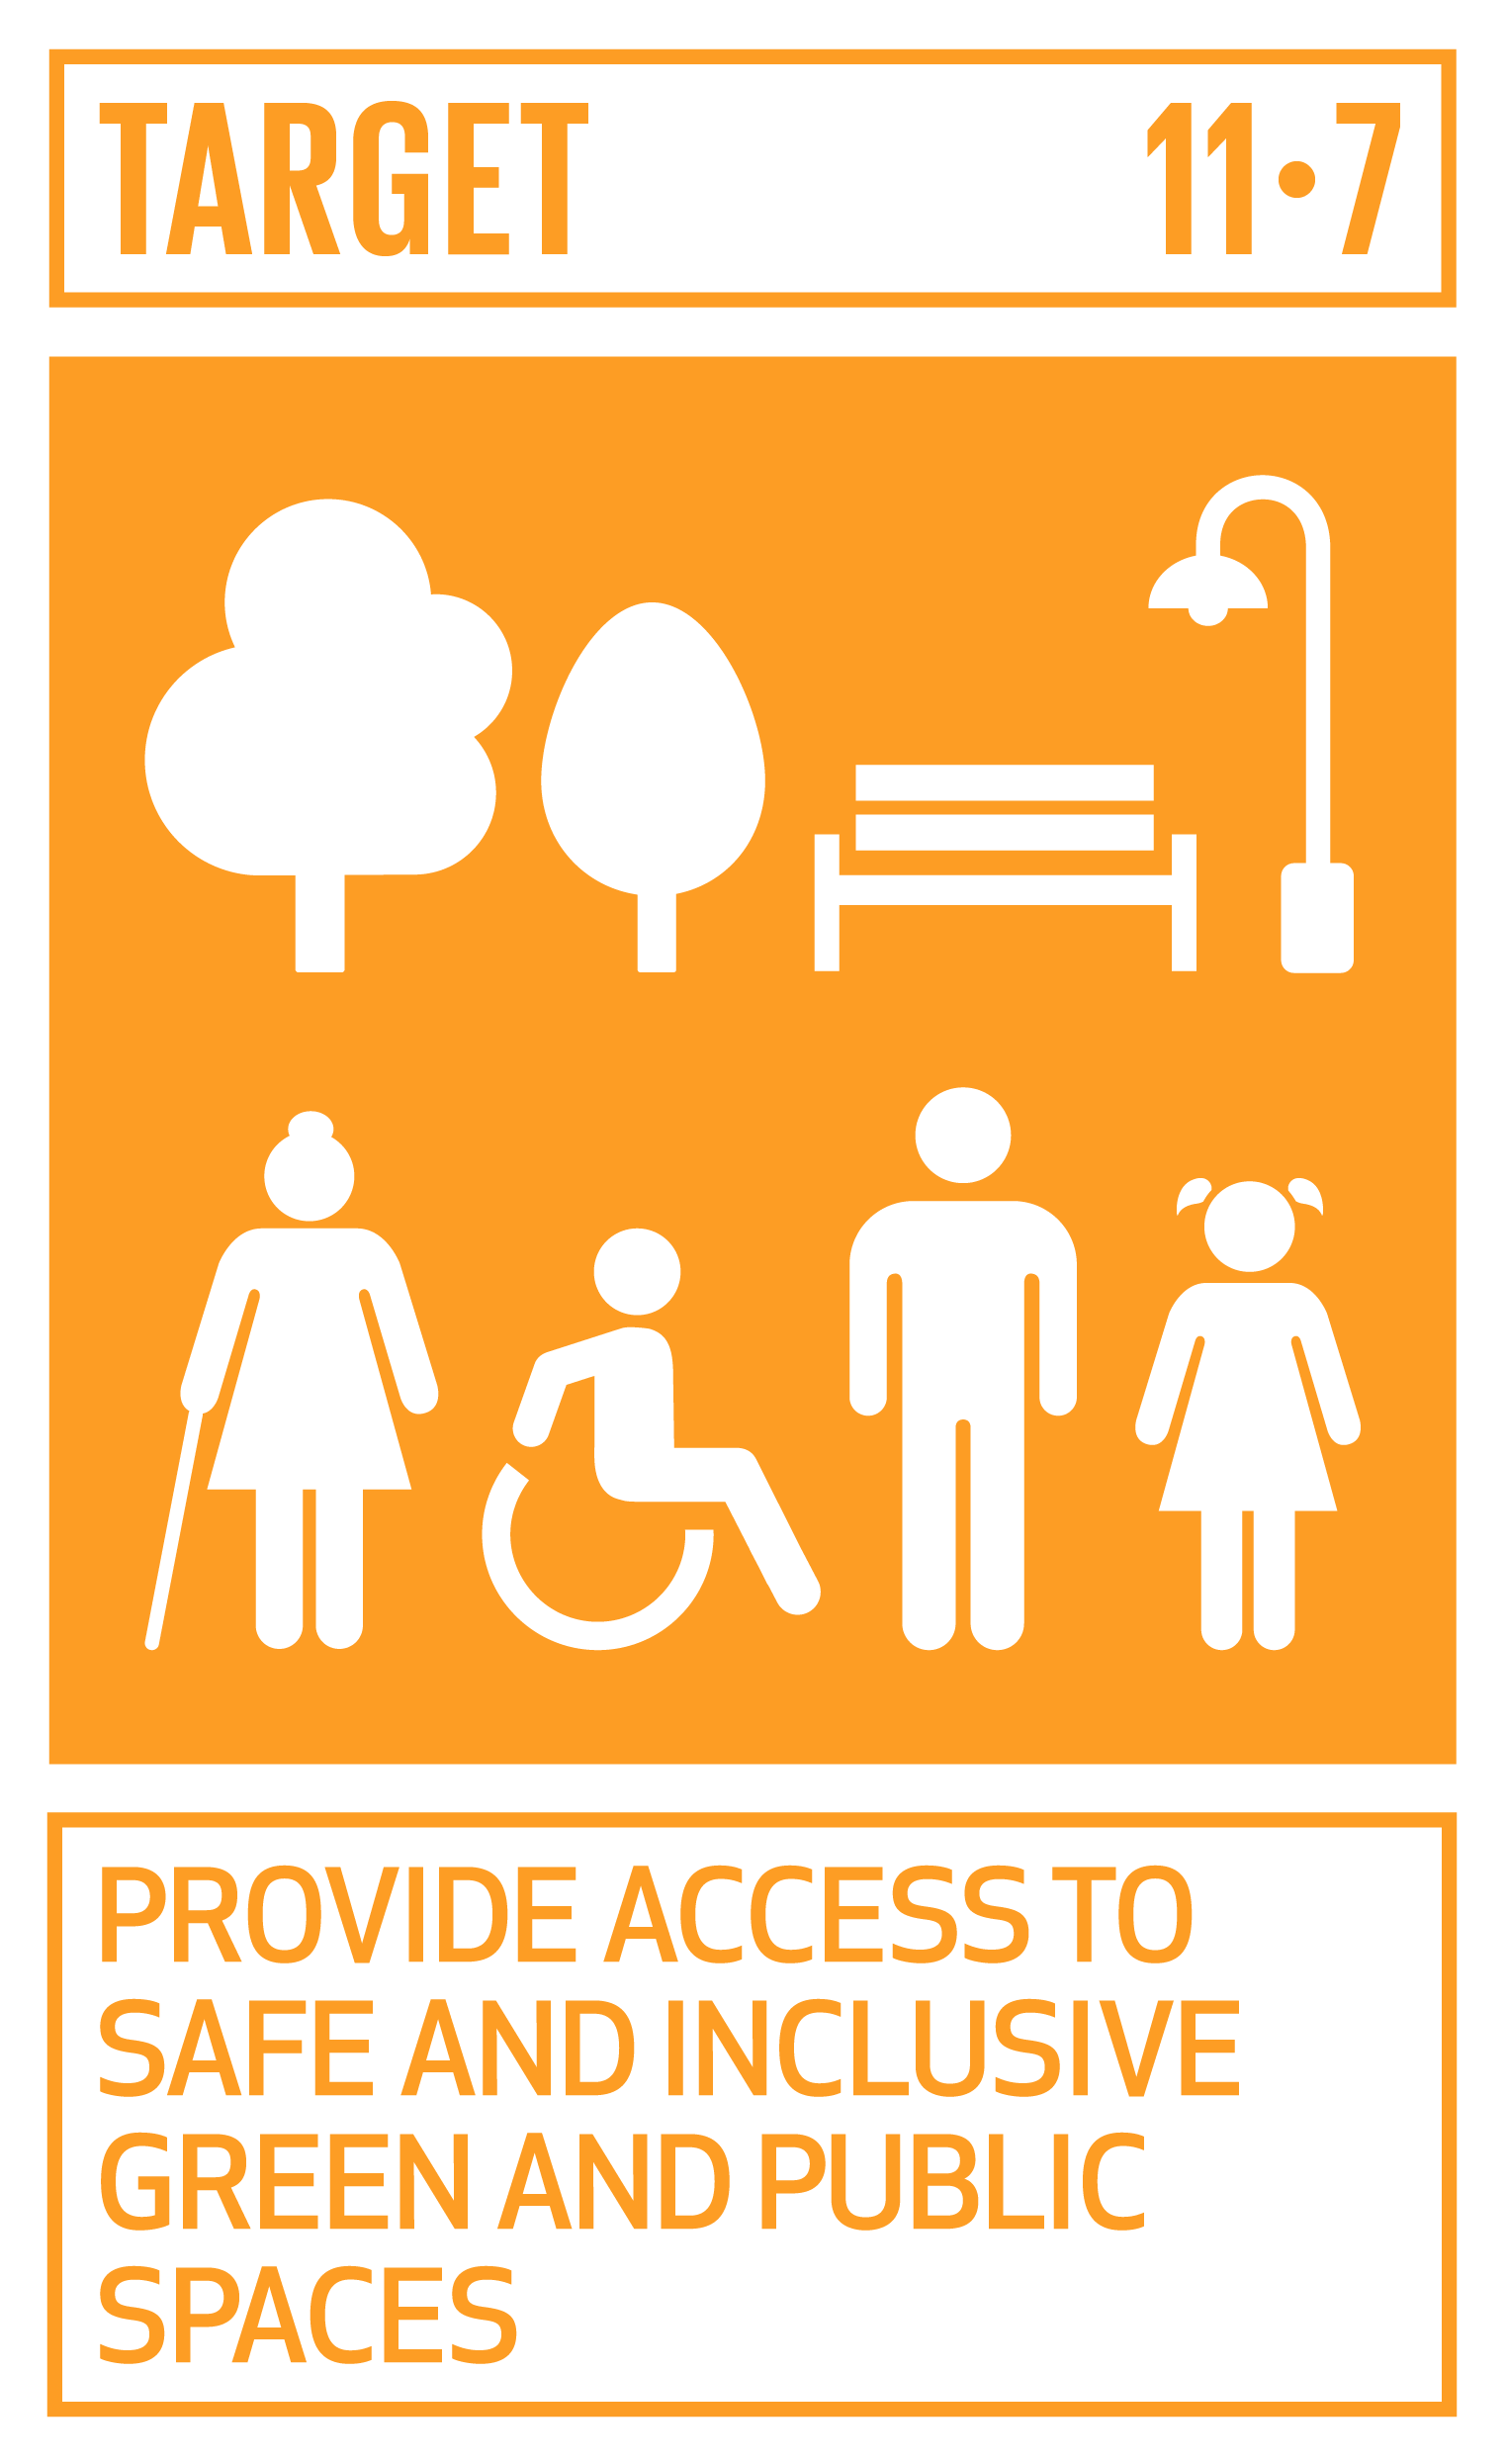 TARGET 11·7
PROVIDE ACCESS TO
SAFE AND INCLUSIVE
GREEN AND PUBLIC
SPACES